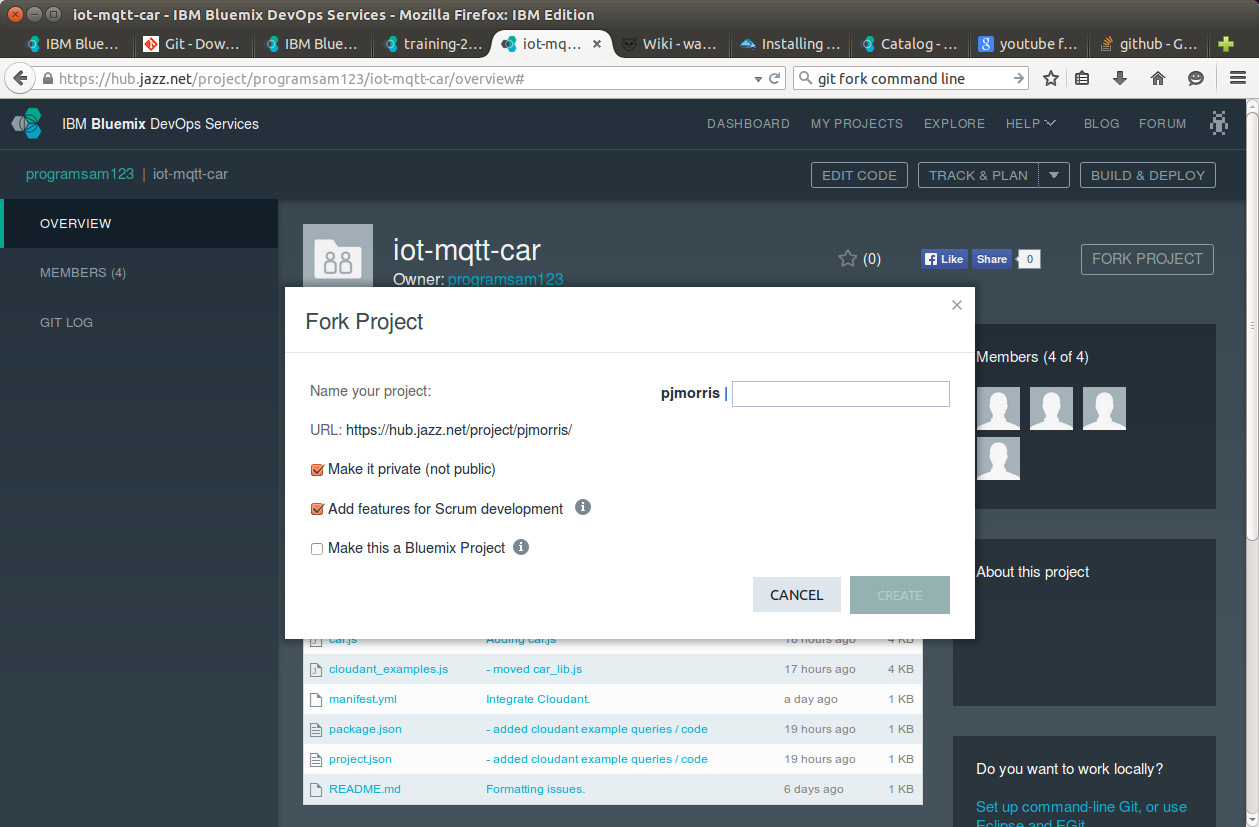 iot-mqtt-car - IBM Bluemix DevOps Services - Mozilla Firefox: IBM Edition
IBM Blue... Git - Dow... IBM Blue... training-2... iot-mq... Wiki - wa... Installing ... Catalog - ... youtube f... github - G...
https://hub.jazz.net/project/programsam123/iot-mqtt-car/overview# git fork command line
IBM Bluemix DevOps Services DASHBOARD MY PROJECTS EXPLORE HELP BLOG FORUM
programsam123 | iot-mqtt-car EDIT CODE TRACK & PLAN BUILD & DEPLOY
OVERVIEW
MEMBERS (4)
GIT LOG
iot-mqtt-car
Owner: programsam123
(0) Like Share 0 FORK PROJECT
Fork Project
Name your project: pjmorris |
URL: https://hub.jazz.net/project/pjmorris/
Make it private (not public)
Add features for Scrum development
Make this a Bluemix Project
CANCEL CREATE
car.js Adding car.js 18 hours ago 4 KB
cloudant_examples.js - moved car_lib.js 17 hours ago 4 KB
manifest.yml Integrate Cloudant. a day ago 1 KB
package.json - added cloudant example queries / code 19 hours ago 1 KB
project.json - added cloudant example queries / code 19 hours ago 1 KB
README.md Formatting issues. 6 days ago 1 KB
Members (4 of 4)
About this project
Do you want to work locally?
Set up command-line Git, or use
Eclipse and EGit